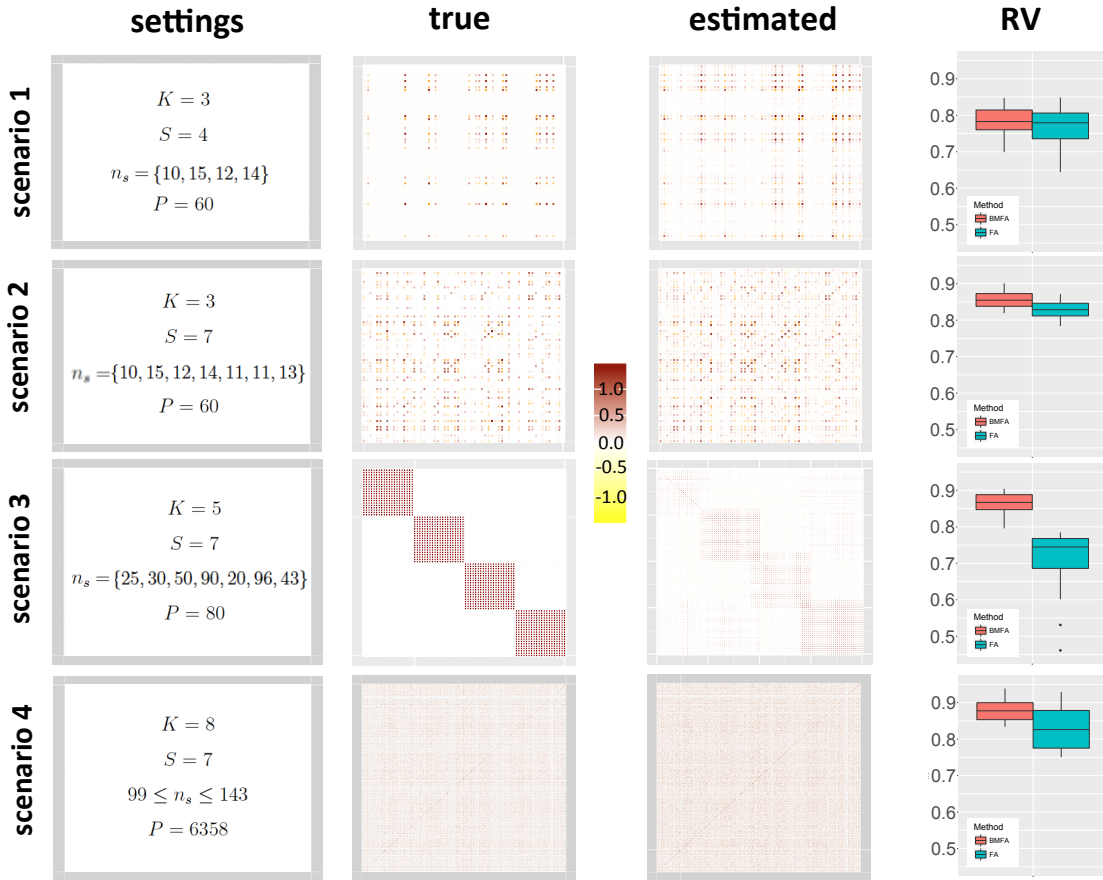 settings true estimated RV
scenario 1
K = 3
S = 4
n_s = {10, 15, 12, 14}
P = 60
0.9
0.8
0.7
0.6
0.5
Method
BMFA
FA
scenario 2
K = 3
S = 7
n_s = {10, 15, 12, 14, 11, 11, 13}
P = 60
1.0
0.5
0.0
-0.5
-1.0
0.9
0.8
0.7
0.6
0.5
Method
BMFA
FA
scenario 3
K = 5
S = 7
n_s = {25, 30, 50, 90, 20, 96, 43}
P = 80
0.9
0.8
0.7
0.6
0.5
Method
BMFA
FA
scenario 4
K = 8
S = 7
99 ≤ n_s ≤ 143
P = 6358
0.9
0.8
0.7
0.6
0.5
Method
BMFA
FA